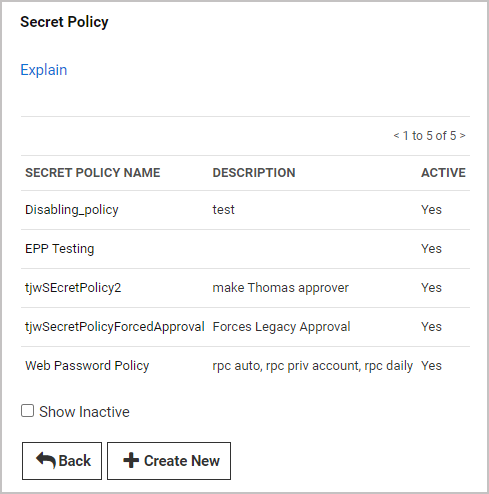 Secret Policy
Explain
< 1 to 5 of 5 >
SECRET POLICY NAME DESCRIPTION ACTIVE
Disabling_policy test Yes
EPP Testing Yes
tjwSEcretPolicy2 make Thomas approver Yes
tjwSecretPolicyForcedApproval Forces Legacy Approval Yes
Web Password Policy rpc auto, rpc priv account, rpc daily Yes
Show Inactive
Back Create New